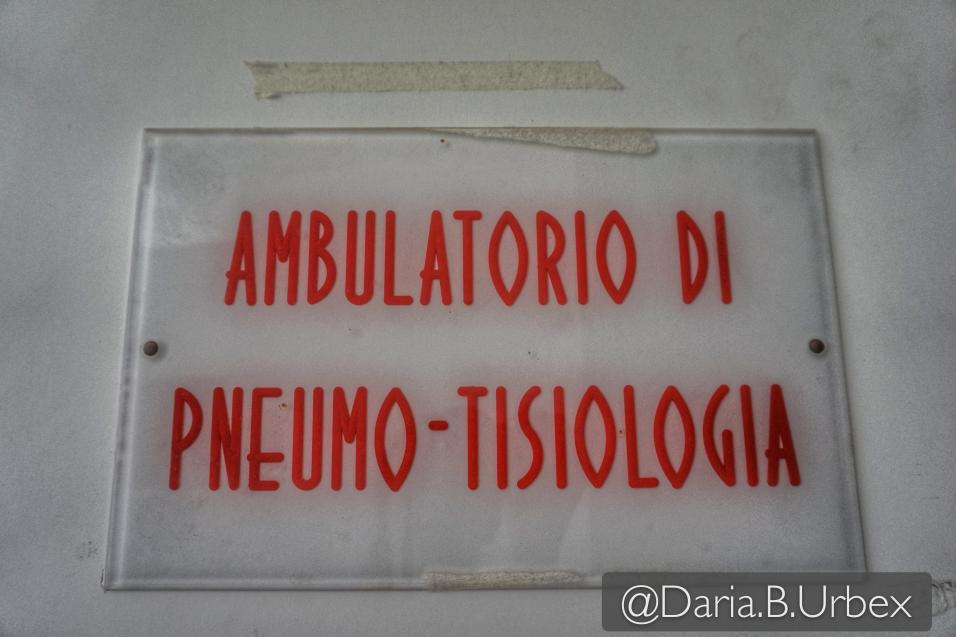 AMBULATORIO DI
PNEUMO-TISIOLOGIA
@Daria.B.Urbex